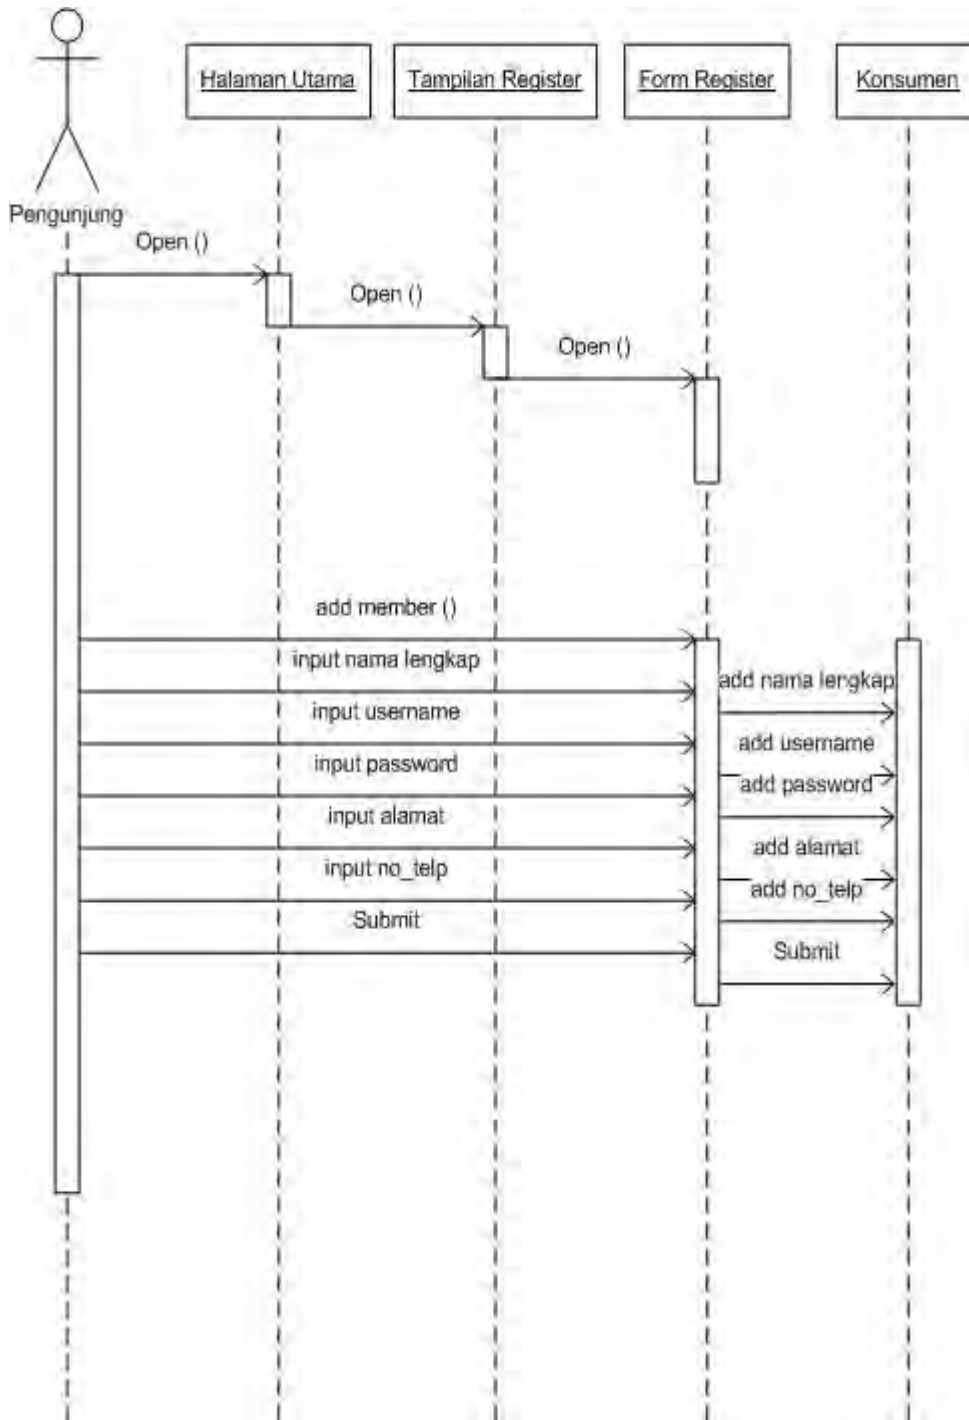 Halaman Utama
Tampilan Register
Form Register
Konsumen
Pengunjung
Open ()
Open ()
Open ()
add member ()
input nama lengkap
add nama lengkap
input username
add username
input password
add password
input alamat
add alamat
input no_telp
add no_telp
Submit
Submit